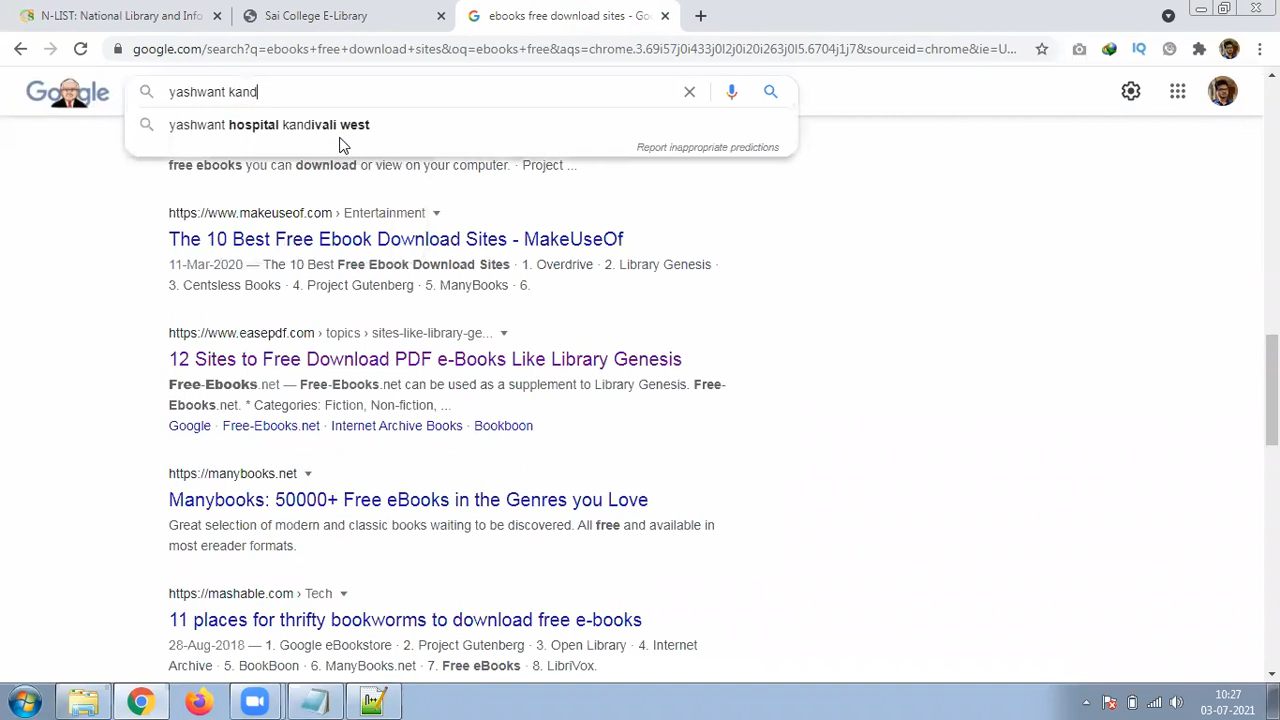 N-LIST: National Library and Info
Sai College E-Library
ebooks free download sites - Go
google.com/search?q=ebooks+free+download+sites&oq=ebooks+free&aqs=chrome.3.69i57j0i433j0l2j0i20i263j0l5.6704j1j7&sourceid=chrome&ie=U...
IQ
Google
yashwant kand
yashwant hospital kandivali west
Report inappropriate predictions
free ebooks you can download or view on your computer. · Project ...
https://www.makeuseof.com › Entertainment
The 10 Best Free Ebook Download Sites - MakeUseOf
11-Mar-2020 — The 10 Best Free Ebook Download Sites · 1. Overdrive · 2. Library Genesis ·
3. Centsless Books · 4. Project Gutenberg · 5. ManyBooks · 6.
https://www.easepdf.com › topics › sites-like-library-ge...
12 Sites to Free Download PDF e-Books Like Library Genesis
Free-Ebooks.net — Free-Ebooks.net can be used as a supplement to Library Genesis. Free-
Ebooks.net. * Categories: Fiction, Non-fiction, ...
Google · Free-Ebooks.net · Internet Archive Books · Bookboon
https://manybooks.net
Manybooks: 50000+ Free eBooks in the Genres you Love
Great selection of modern and classic books waiting to be discovered. All free and available in
most ereader formats.
https://mashable.com › Tech
11 places for thrifty bookworms to download free e-books
28-Aug-2018 — 1. Google eBookstore · 2. Project Gutenberg · 3. Open Library · 4. Internet
Archive · 5. BookBoon · 6. ManyBooks.net · 7. Free eBooks · 8. LibriVox.
10:27
03-07-2021